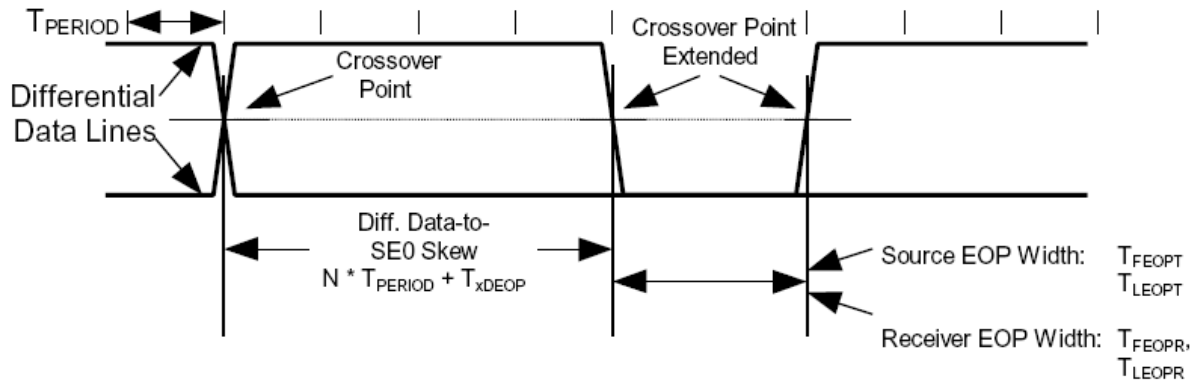 TPERIOD
Differential
Data Lines
Crossover
Point
Crossover Point
Extended
Diff. Data-to-
SE0 Skew
N * TPERIOD + TxDEOP
Source EOP Width: TFEOPT
TLEOPT
Receiver EOP Width: TFEOPR,
TLEOPR